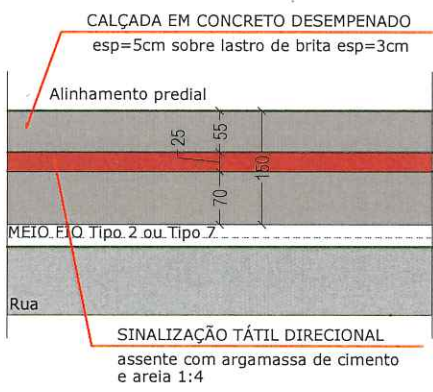 CALÇADA EM CONCRETO DESEMPENADO
esp=5cm sobre lastro de brita esp=3cm
Alinhamento predial
25
55
150
70
MEIO FIO Tipo 2 ou Tipo 7
Rua
SINALIZAÇÃO TÁTIL DIRECIONAL
assente com argamassa de cimento
e areia 1:4